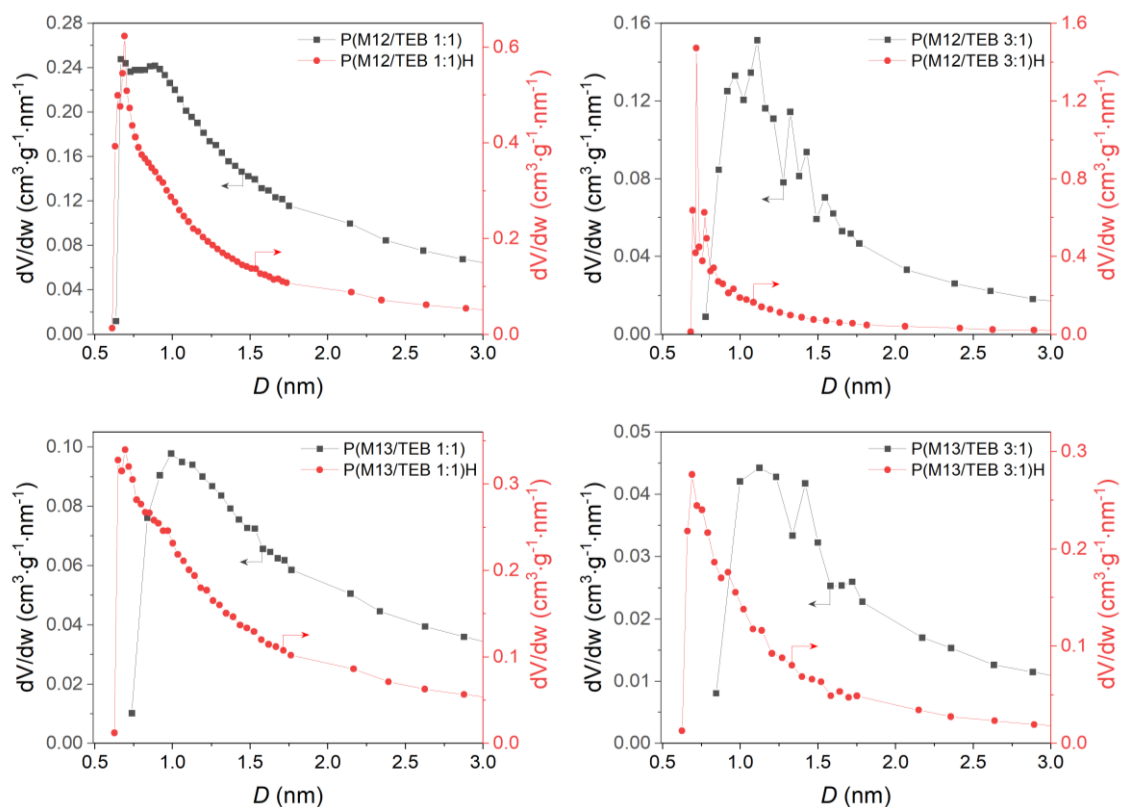 P(M12/TEB 1:1)
P(M12/TEB 1:1)H
dV/dw (cm³·g⁻¹·nm⁻¹)
0.28
0.24
0.20
0.16
0.12
0.08
0.04
0.00
0.6
0.4
0.2
0.0
dV/dw (cm³·g⁻¹·nm⁻¹)
0.5 1.0 1.5 2.0 2.5 3.0
D (nm)
P(M12/TEB 3:1)
P(M12/TEB 3:1)H
dV/dw (cm³·g⁻¹·nm⁻¹)
0.16
0.12
0.08
0.04
0.00
1.6
1.2
0.8
0.4
0.0
dV/dw (cm³·g⁻¹·nm⁻¹)
0.5 1.0 1.5 2.0 2.5 3.0
D (nm)
P(M13/TEB 1:1)
P(M13/TEB 1:1)H
dV/dw (cm³·g⁻¹·nm⁻¹)
0.10
0.08
0.06
0.04
0.02
0.00
0.3
0.2
0.1
0.0
dV/dw (cm³·g⁻¹·nm⁻¹)
0.5 1.0 1.5 2.0 2.5 3.0
D (nm)
P(M13/TEB 3:1)
P(M13/TEB 3:1)H
dV/dw (cm³·g⁻¹·nm⁻¹)
0.05
0.04
0.03
0.02
0.01
0.00
0.3
0.2
0.1
0.0
dV/dw (cm³·g⁻¹·nm⁻¹)
0.5 1.0 1.5 2.0 2.5 3.0
D (nm)